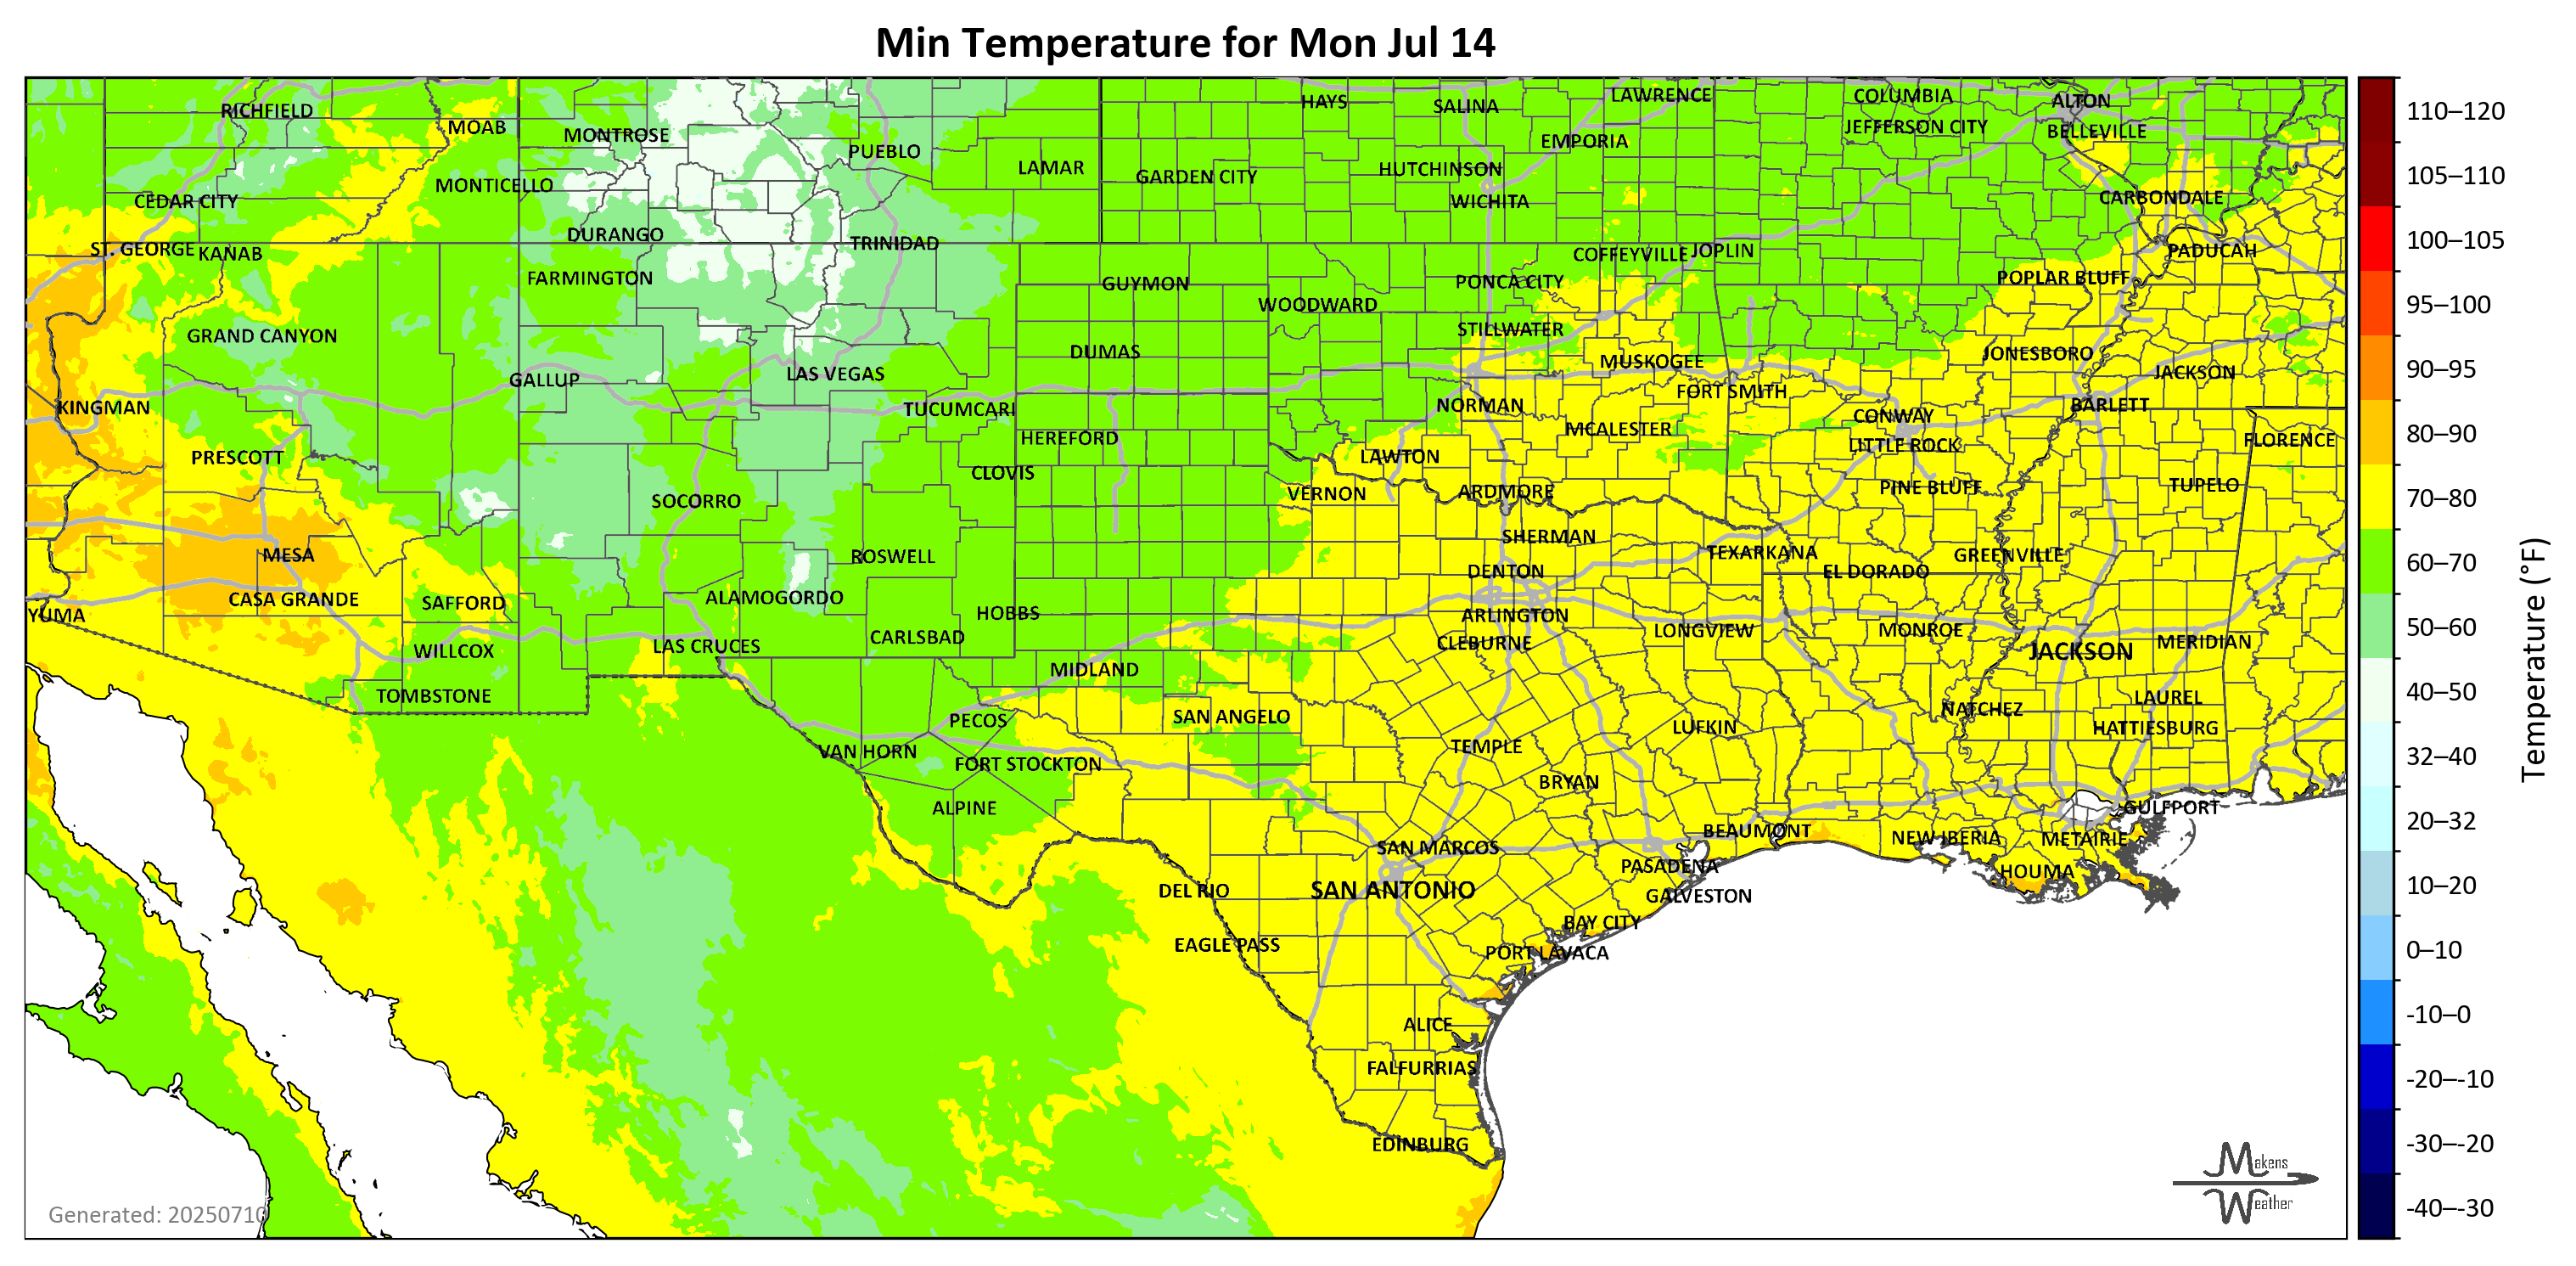 Min Temperature for Mon Jul 14
RICHFIELD
MOAB
MONTROSE
PUEBLO
LAMAR
HAYS
SALINA
LAWRENCE
COLUMBIA
ALTON
JEFFERSON CITY
BELLEVILLE
EMPORIA
HUTCHINSON
GARDEN CITY
MONTICELLO
CEDAR CITY
WICHITA
CARBONDALE
DURANGO
TRINIDAD
ST. GEORGE
KANAB
COFFEYVILLE
JOPLIN
PADUCAH
FARMINGTON
GUYMON
PONCA CITY
POPLAR BLUFF
WOODWARD
GRAND CANYON
STILLWATER
DUMAS
MUSKOGEE
JONESBORO
JACKSON
GALLUP
LAS VEGAS
FORT SMITH
KINGMAN
TUCUMCARI
NORMAN
CONWAY
BARLETT
HEREFORD
MCALESTER
LITTLE ROCK
FLORENCE
PRESCOTT
CLOVIS
LAWTON
SOCORRO
VERNON
ARDMORE
PINE BLUFF
TUPELO
MESA
ROSWELL
SHERMAN
TEXARKANA
GREENVILLE
DENTON
EL DORADO
CASA GRANDE
SAFFORD
ALAMOGORDO
HOBBS
ARLINGTON
YUMA
CARLSBAD
CLEBURNE
LONGVIEW
MONROE
MERIDIAN
WILLCOX
LAS CRUCES
JACKSON
MIDLAND
TOMBSTONE
LAUREL
PECOS
SAN ANGELO
NATCHEZ
LUFKIN
HATTIESBURG
VAN HORN
FORT STOCKTON
TEMPLE
BRYAN
ALPINE
GULFPORT
BEAUMONT
NEW IBERIA
METAIRIE
SAN MARCOS
PASADENA
HOUMA
DEL RIO
SAN ANTONIO
GALVESTON
BAY CITY
EAGLE PASS
PORT LAVACA
ALICE
FALFURRIAS
EDINBURG
Generated: 20250710
Makens
Weather
110–120
105–110
100–105
95–100
90–95
80–90
70–80
60–70
50–60
40–50
32–40
20–32
10–20
0–10
-10–0
-20–-10
-30–-20
-40–-30
Temperature (°F)